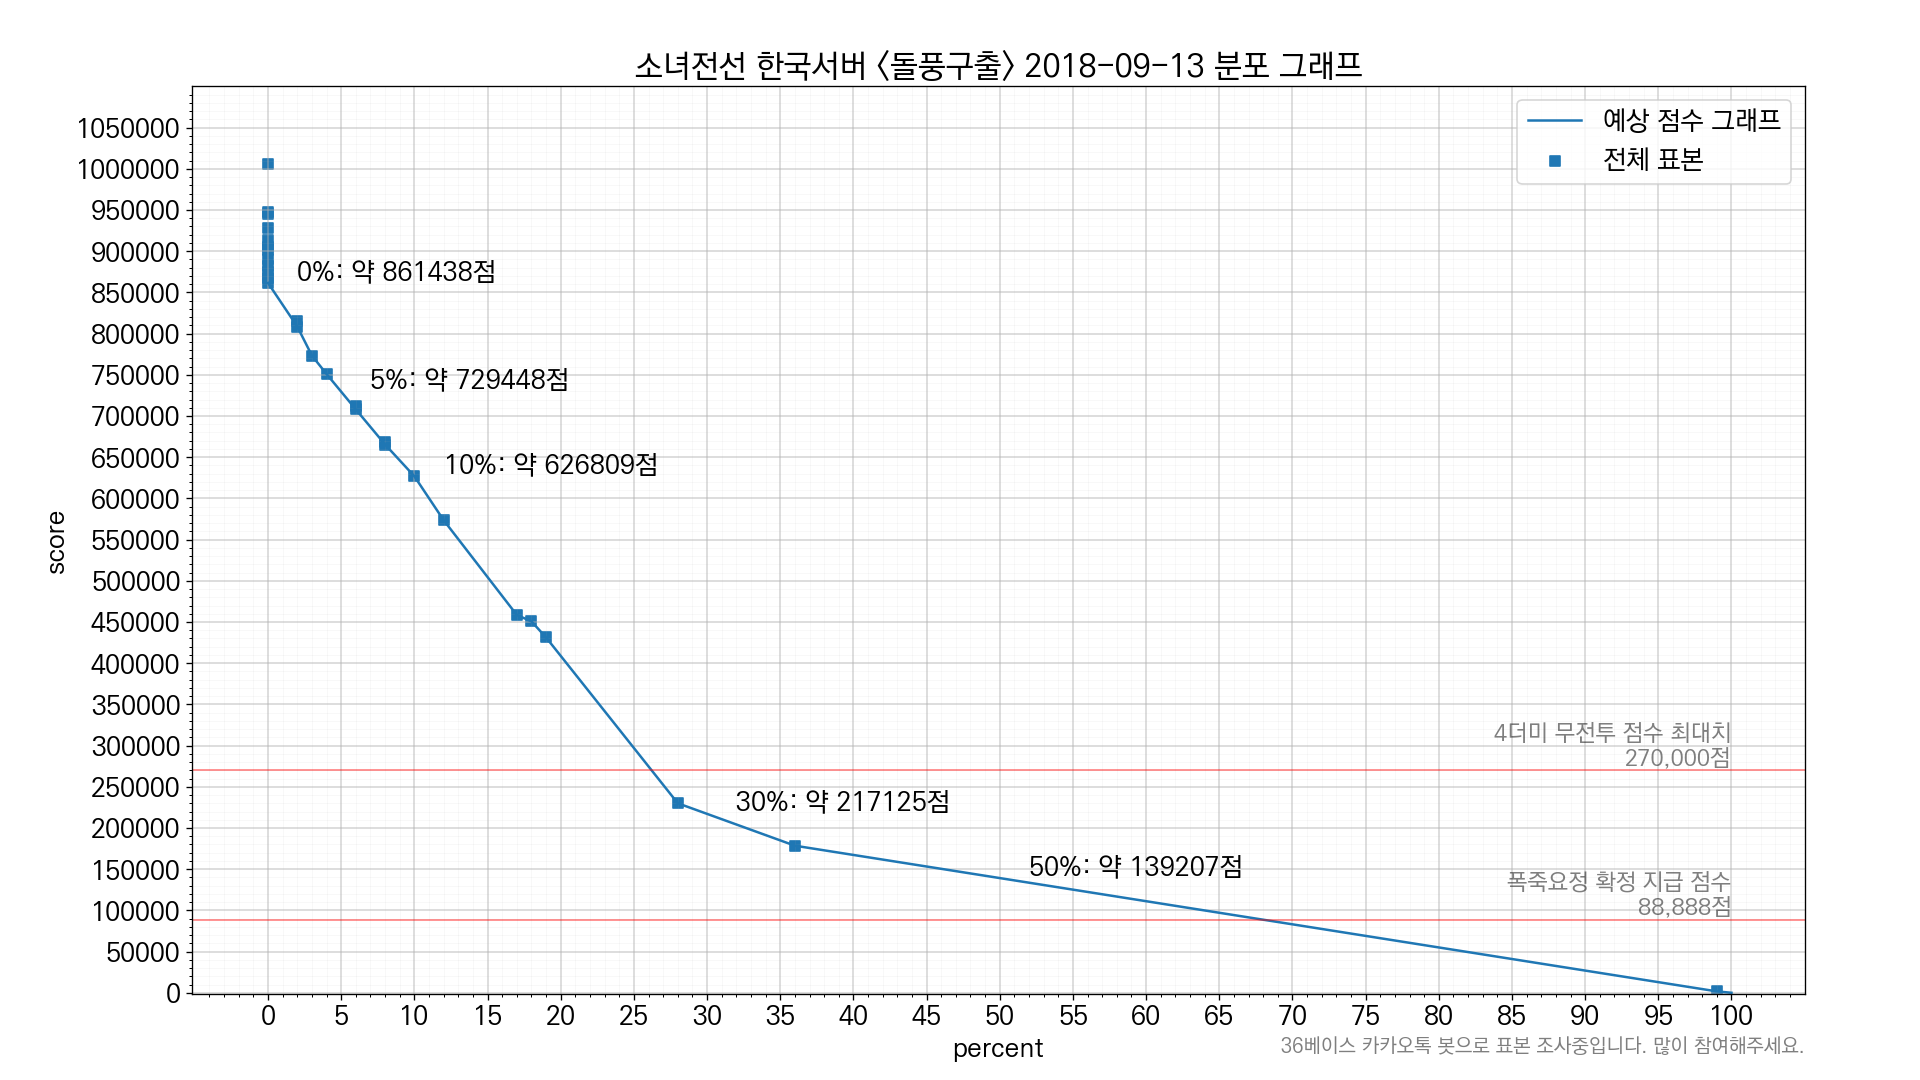 소녀전선 한국서버 〈돌풍구출〉 2018-09-13 분포 그래프
예상 점수 그래프
전체 표본
score
1050000
1000000
950000
900000
850000
800000
750000
700000
650000
600000
550000
500000
450000
400000
350000
300000
250000
200000
150000
100000
50000
0
0%: 약 861438점
5%: 약 729448점
10%: 약 626809점
30%: 약 217125점
50%: 약 139207점
4더미 무전투 점수 최대치
270,000점
폭죽요정 확정 지급 점수
88,888점
0 5 10 15 20 25 30 35 40 45 50 55 60 65 70 75 80 85 90 95 100
percent
36베이스 카카오톡 봇으로 표본 조사중입니다. 많이 참여해주세요.